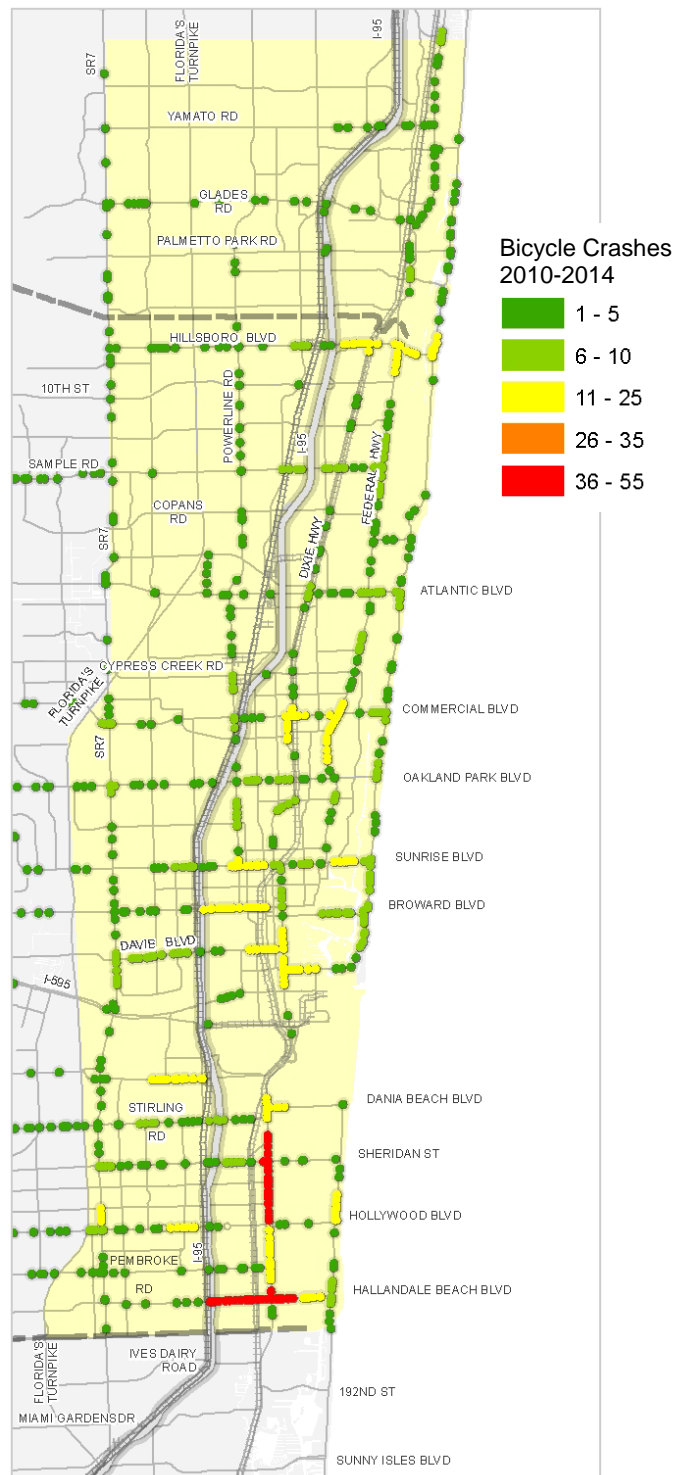 I-95
SR7
FLORIDA'S
TURNPIKE
YAMATO RD
GLADES
RD
PALMETTO PARK RD
Bicycle Crashes
2010-2014
1 - 5
6 - 10
11 - 25
26 - 35
36 - 55
HILLSBORO BLVD
10TH ST
POWERLINE RD
I-95
FEDERAL HWY
SAMPLE RD
COPANS
RD
SR7
DIXIE HWY
ATLANTIC BLVD
CYPRESS CREEK RD
FLORIDA'S
TURNPIKE
COMMERCIAL BLVD
SR7
OAKLAND PARK BLVD
SUNRISE BLVD
BROWARD BLVD
DAVIE BLVD
I-595
DANIA BEACH BLVD
STIRLING
RD
SHERIDAN ST
HOLLYWOOD BLVD
I-95
PEMBROKE
RD
HALLANDALE BEACH BLVD
IVES DAIRY
ROAD
FLORIDA'S
TURNPIKE
192ND ST
MIAMI GARDENS DR
SUNNY ISLES BLVD